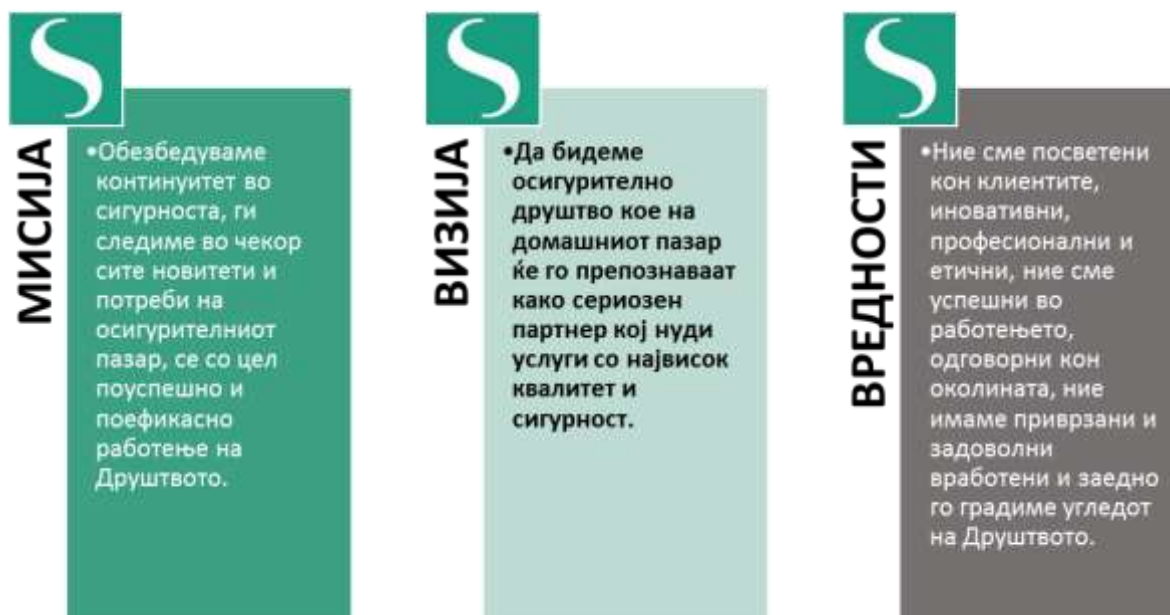 МИСИЈА
•Обезбедуваме
континуитет во
сигурноста, ги
следиме во чекор
сите новитети и
потреби на
осигурителниот
пазар, се со цел
поуспешно и
поефикасно
работење на
Друштвото.
ВИЗИЈА
•Да бидеме
осигурително
друштво кое на
домашниот пазар
ќе го препознаваат
како сериозен
партнер кој нуди
услуги со највисок
квалитет и
сигурност.
ВРЕДНОСТИ
•Ние сме посветени
кон клиентите,
иновативни,
професионални и
етични, ние сме
успешни во
работењето,
одговорни кон
околината, ние
имаме приврзани и
задоволни
вработени и заедно
го градиме угледот
на Друштвото.